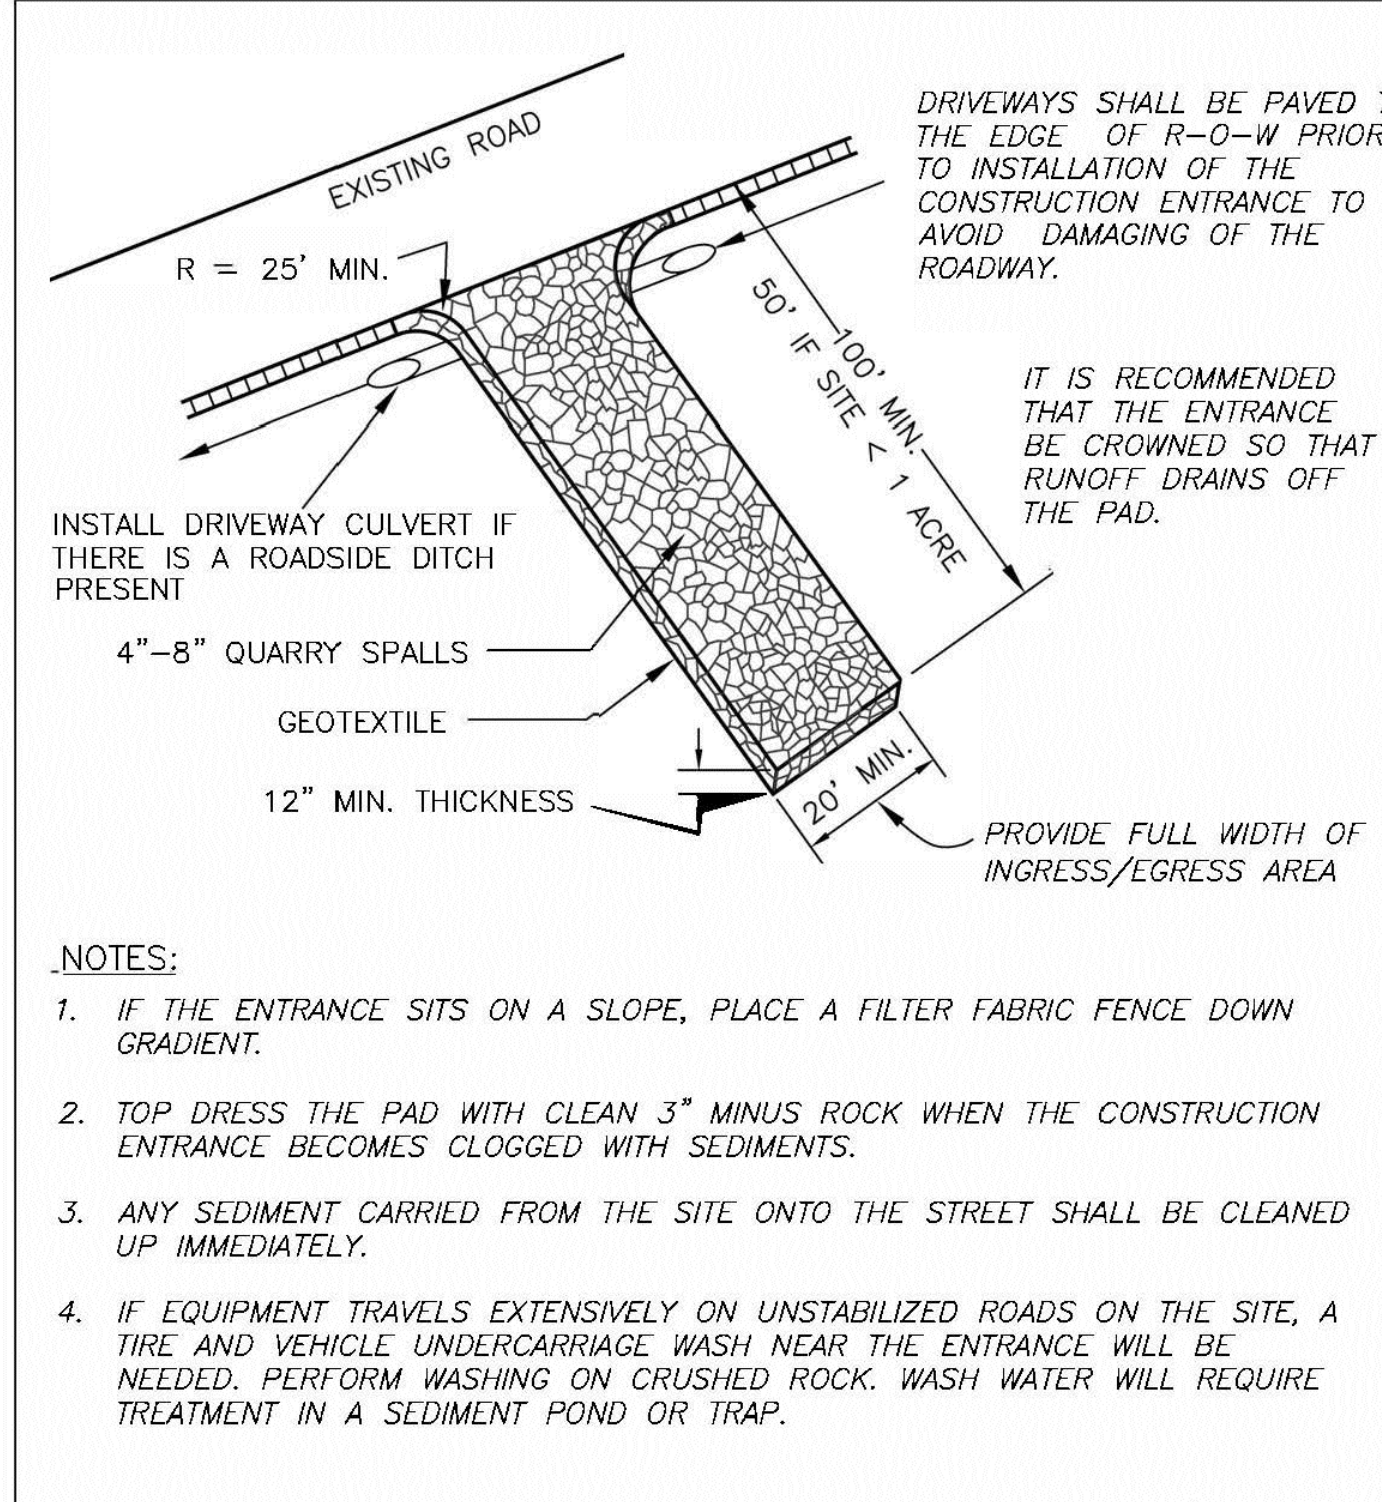 DRIVEWAYS SHALL BE PAVED
THE EDGE OF R-O-W PRIOR
TO INSTALLATION OF THE
CONSTRUCTION ENTRANCE TO
AVOID DAMAGING OF THE
ROADWAY.
EXISTING ROAD
R = 25' MIN.
100' MIN.
50' IF SITE < 1 ACRE
IT IS RECOMMENDED
THAT THE ENTRANCE
BE CROWNED SO THAT
RUNOFF DRAINS OFF
THE PAD.
INSTALL DRIVEWAY CULVERT IF
THERE IS A ROADSIDE DITCH
PRESENT
4"-8" QUARRY SPALLS
GEOTEXTILE
12" MIN. THICKNESS
20' MIN.
PROVIDE FULL WIDTH OF
INGRESS/EGRESS AREA
NOTES:
1. IF THE ENTRANCE SITS ON A SLOPE, PLACE A FILTER FABRIC FENCE DOWN
GRADIENT.
2. TOP DRESS THE PAD WITH CLEAN 3" MINUS ROCK WHEN THE CONSTRUCTION
ENTRANCE BECOMES CLOGGED WITH SEDIMENTS.
3. ANY SEDIMENT CARRIED FROM THE SITE ONTO THE STREET SHALL BE CLEANED
UP IMMEDIATELY.
4. IF EQUIPMENT TRAVELS EXTENSIVELY ON UNSTABILIZED ROADS ON THE SITE, A
TIRE AND VEHICLE UNDERCARRIAGE WASH NEAR THE ENTRANCE WILL BE
NEEDED. PERFORM WASHING ON CRUSHED ROCK. WASH WATER WILL REQUIRE
TREATMENT IN A SEDIMENT POND OR TRAP.